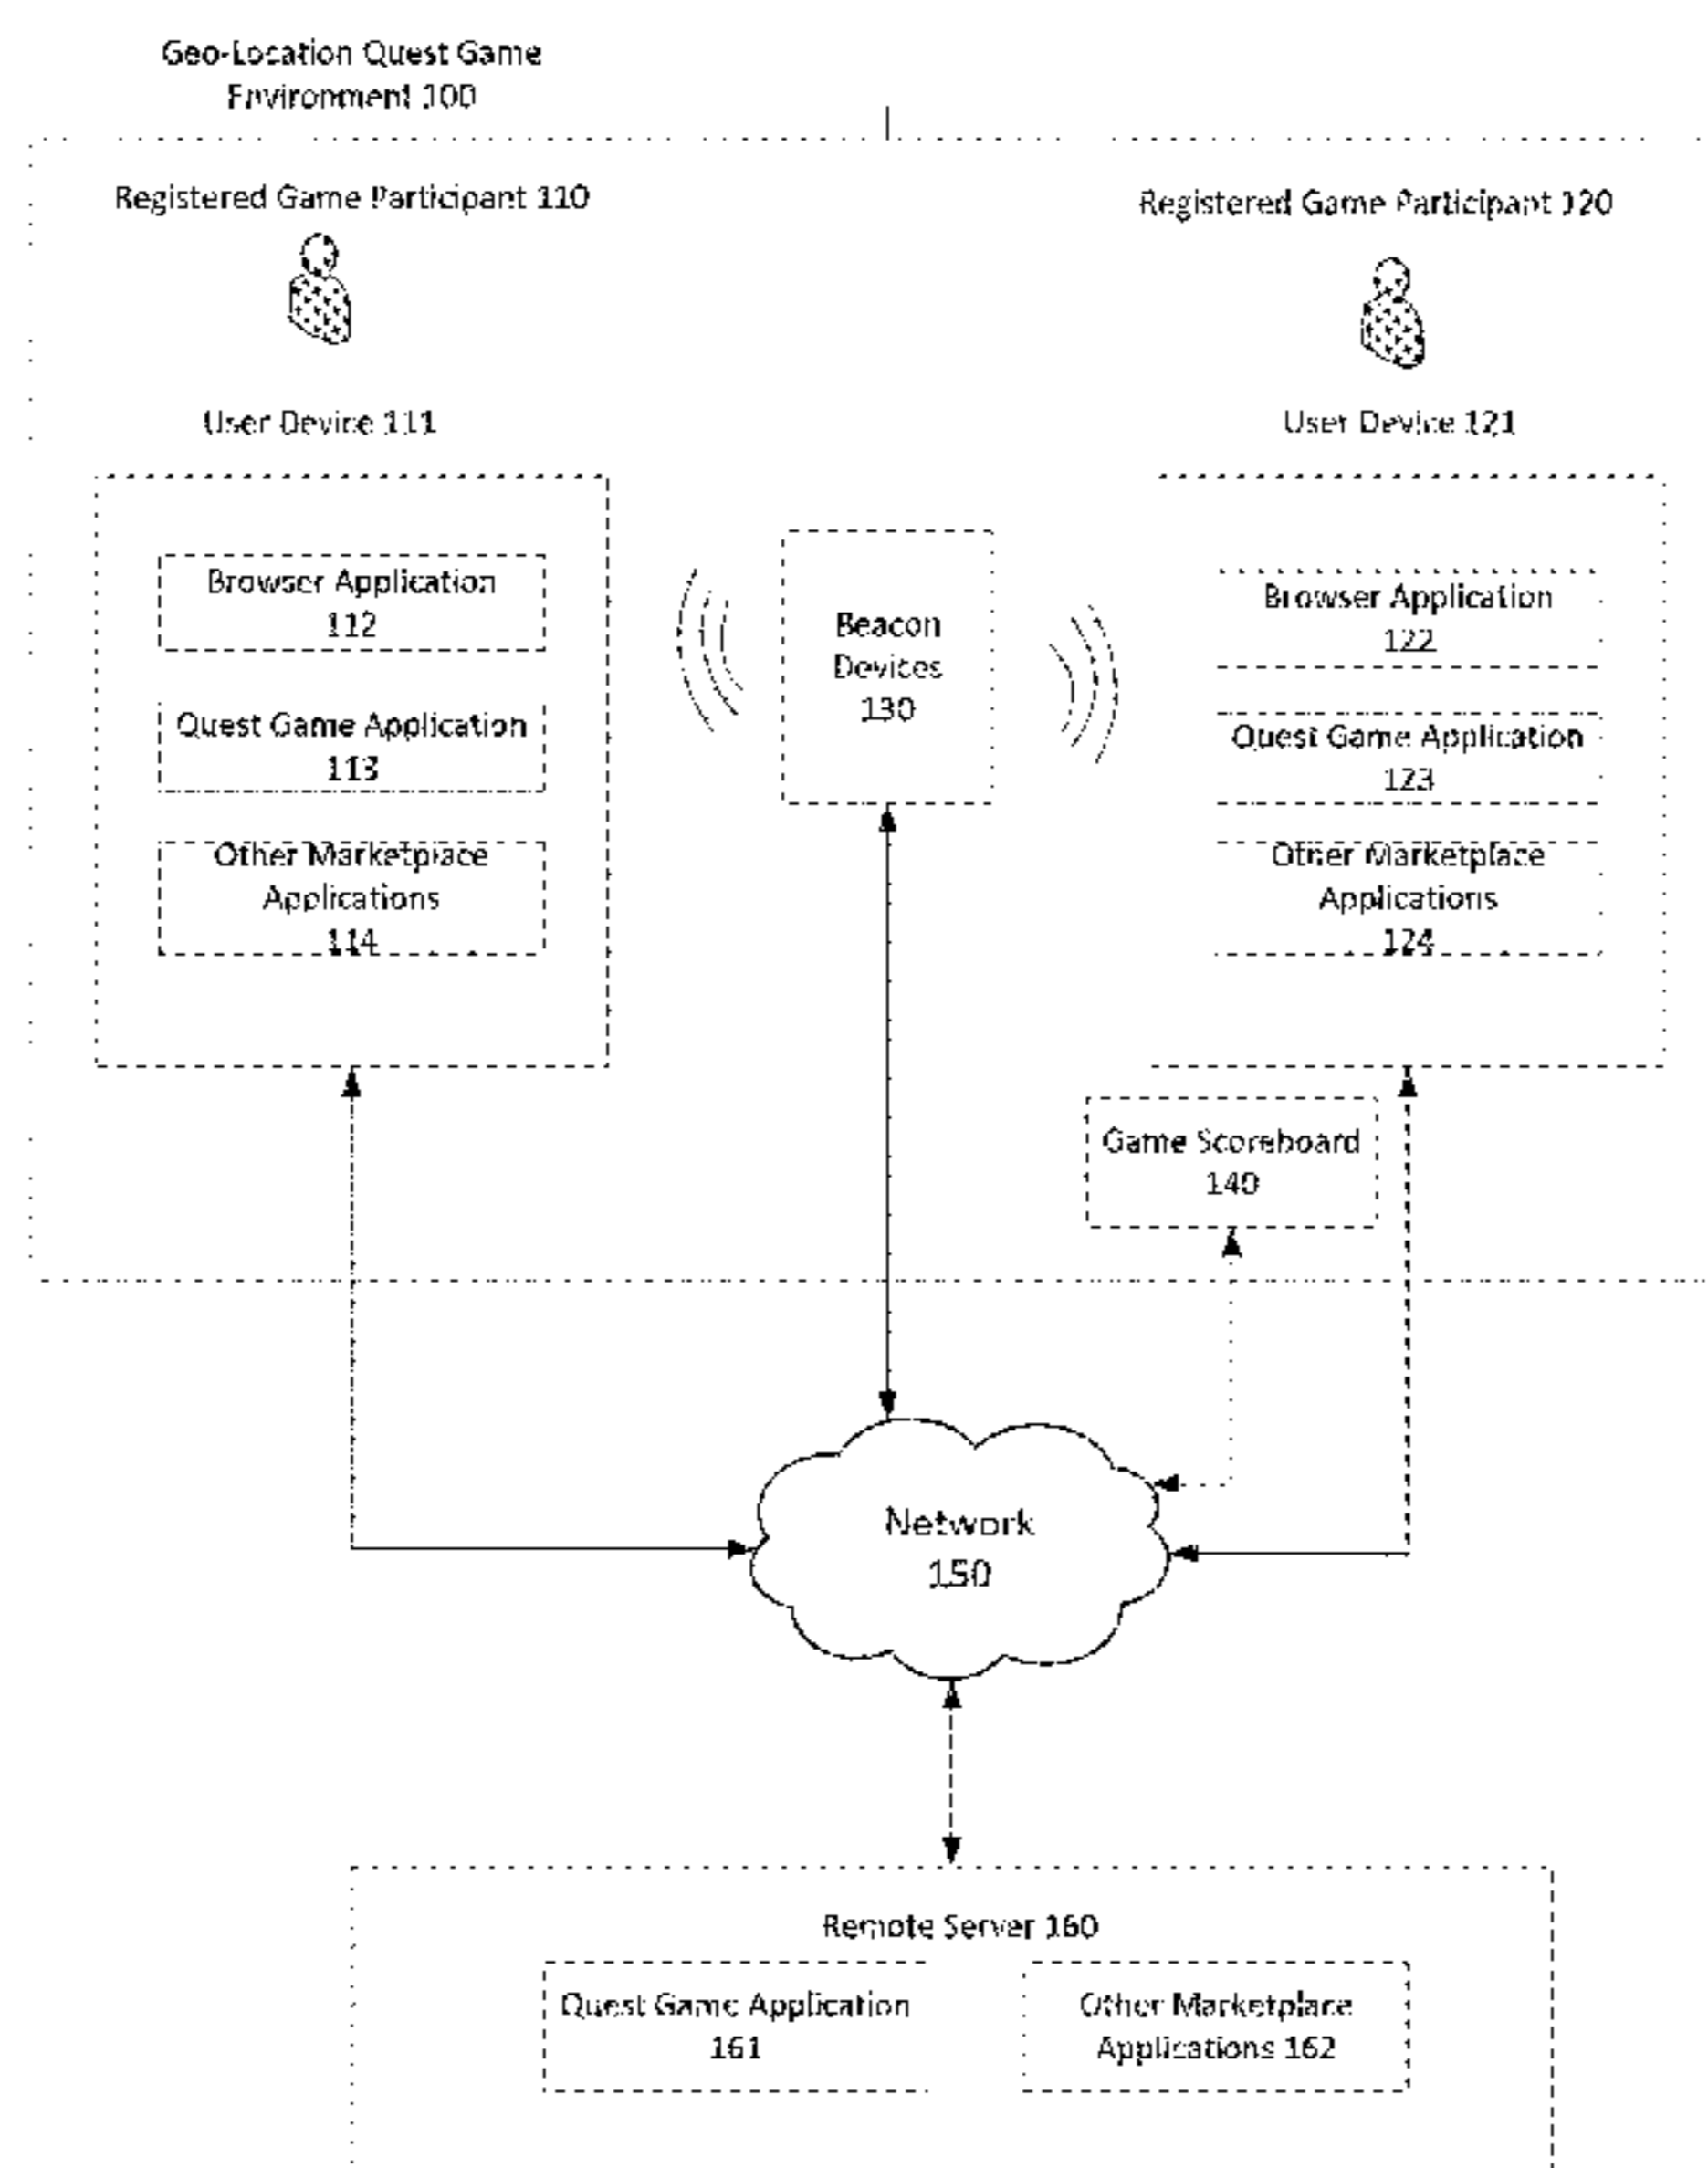 Geo-Location Quest Game
Environment 100
Registered Game Participant 110
Registered Game Participant 120
User Device 111
User Device 121
Browser Application
112
Quest Game Application
113
Other Marketplace
Applications
114
Beacon
Devices
130
Browser Application
122
Quest Game Application
123
Other Marketplace
Applications
124
Game Scoreboard
140
Network
150
Remote Server 160
Quest Game Application
161
Other Marketplace
Applications 162